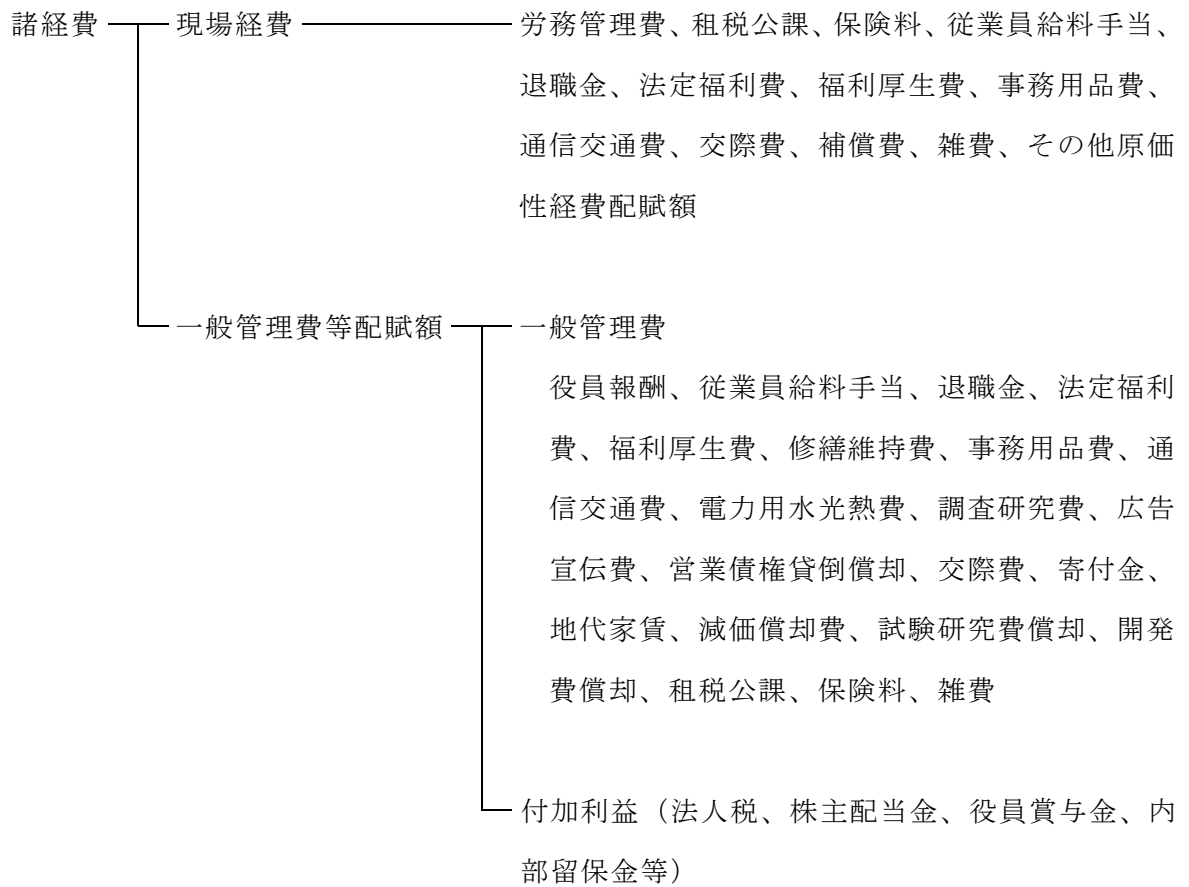 諸経費 現場経費 労務管理費、租税公課、保険料、従業員給料手当、
退職金、法定福利費、福利厚生費、事務用品費、
通信交通費、交際費、補償費、雑費、その他原価
性経費配賦額
一般管理費等配賦額 一般管理費
役員報酬、従業員給料手当、退職金、法定福利
費、福利厚生費、修繕維持費、事務用品費、通
信交通費、電力用水光熱費、調査研究費、広告
宣伝費、営業債権貸倒償却、交際費、寄付金、
地代家賃、減価償却費、試験研究費償却、開発
費償却、租税公課、保険料、雑費
付加利益（法人税、株主配当金、役員賞与金、内
部留保金等）